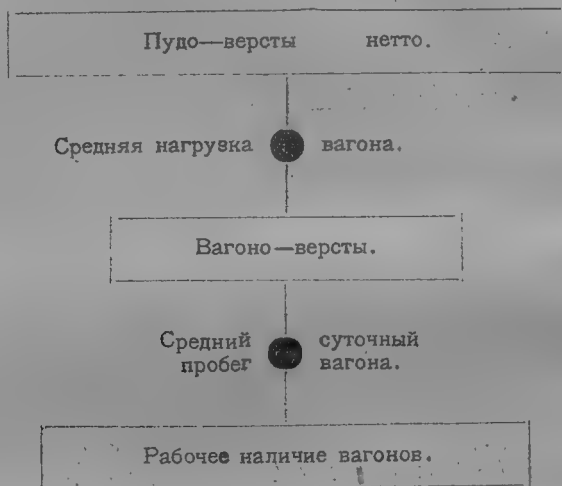 Пудо—версты нетто.
Средняя нагрузка вагона.
Вагоно—версты.
Средний суточный
пробег вагона.
Рабочее наличие вагонов.